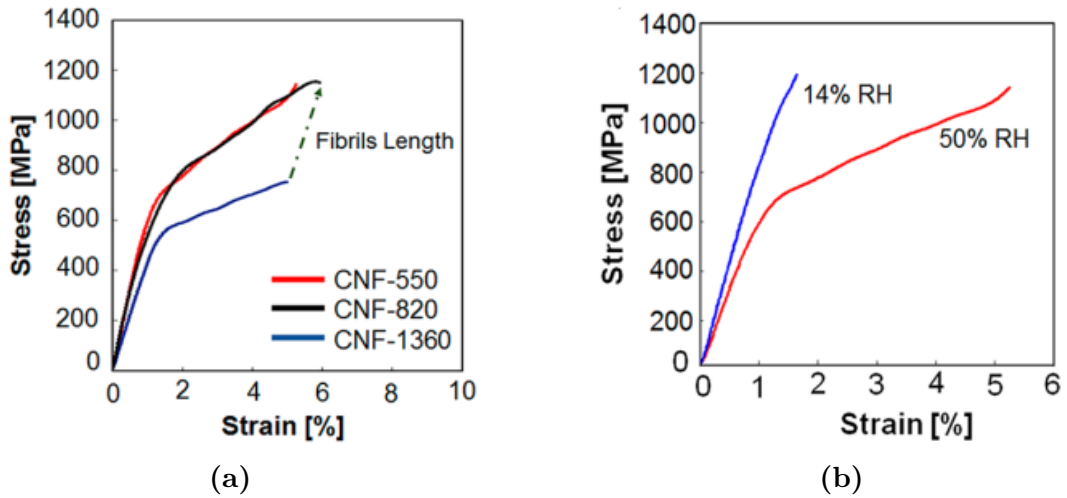 1400
1200
1000
800
600
400
200
0
Stress [MPa]
Fibrils Length
CNF-550
CNF-820
CNF-1360
0 2 4 6 8 10
Strain [%]
(a)
1400
1200
1000
800
600
400
200
0
Stress [MPa]
14% RH
50% RH
0 1 2 3 4 5 6
Strain [%]
(b)